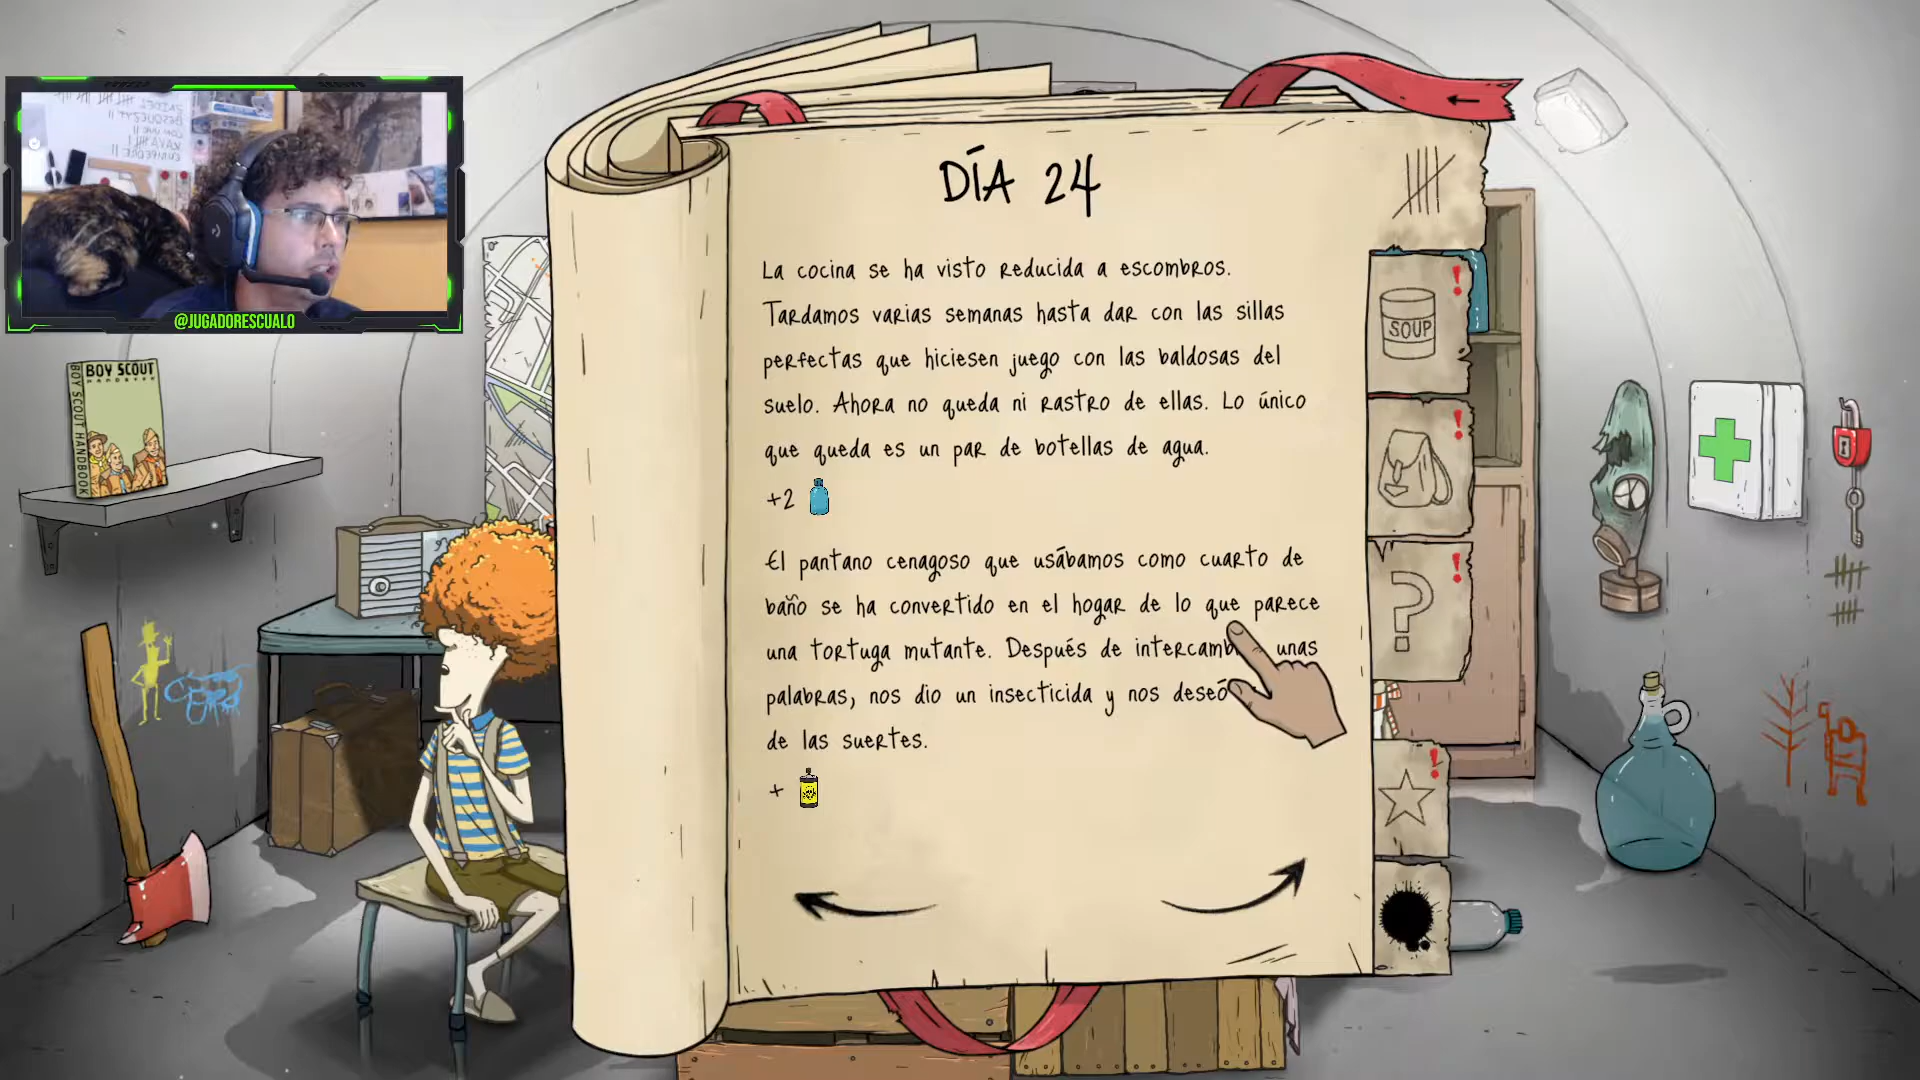 @JUGADORESCUALO
BOY SCOUT
HANDBOOK
BOY SCOUT HANDBOOK
DÍA 24
La cocina se ha visto reducida a escombros.
Tardamos varias semanas hasta dar con las sillas
perfectas que hiciesen juego con las baldosas del
suelo. Ahora no queda ni rastro de ellas. Lo único
que queda es un par de botellas de agua.
+2
El pantano cenagoso que usábamos como cuarto de
baño se ha convertido en el hogar de lo que parece
una tortuga mutante. Después de intercamb unas
palabras, nos dio un insecticida y nos deseó
de las suertes.
+
SOUP
!
!
?
!
!